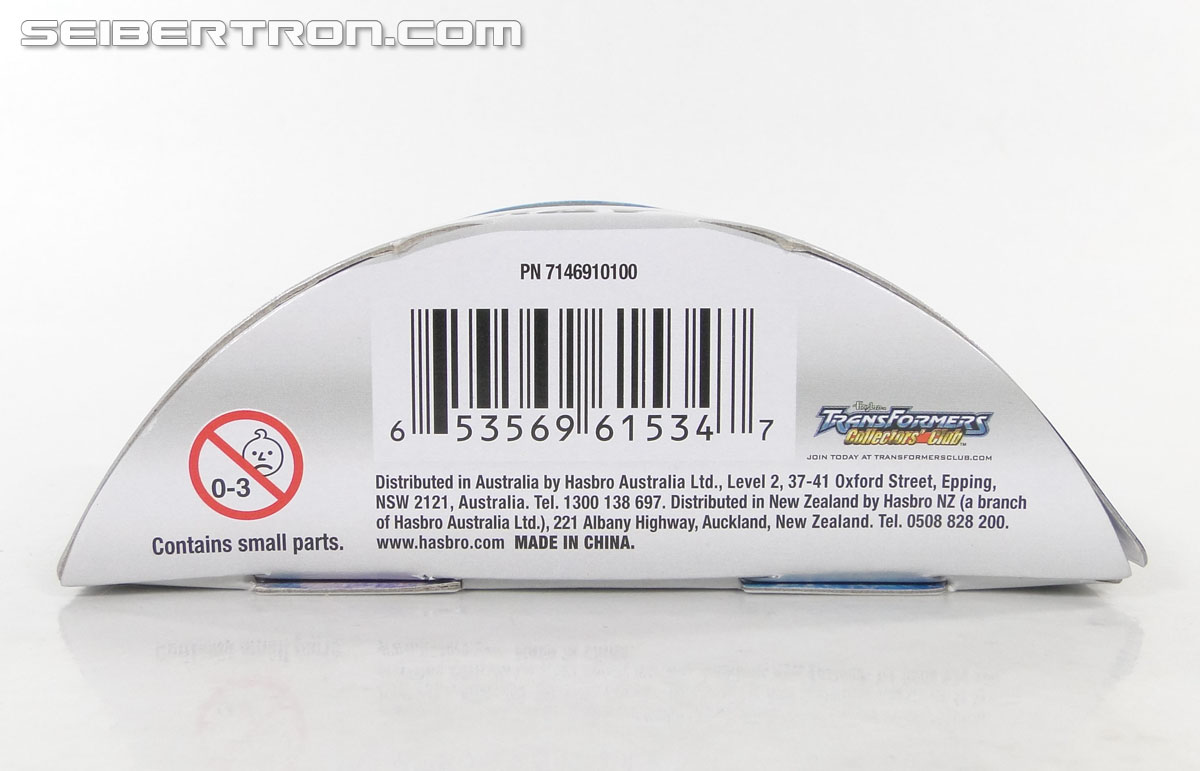 SEIBERTRON.COM
PN 7146910100
6 53569 61534 7
0-3
Contains small parts.
Hasbro
TRANSFORMERS
Collectors' Club™
JOIN TODAY AT TRANSFORMERSCLUB.COM
Distributed in Australia by Hasbro Australia Ltd., Level 2, 37-41 Oxford Street, Epping,
NSW 2121, Australia. Tel. 1300 138 697. Distributed in New Zealand by Hasbro NZ (a branch
of Hasbro Australia Ltd.), 221 Albany Highway, Auckland, New Zealand. Tel. 0508 828 200.
www.hasbro.com MADE IN CHINA.